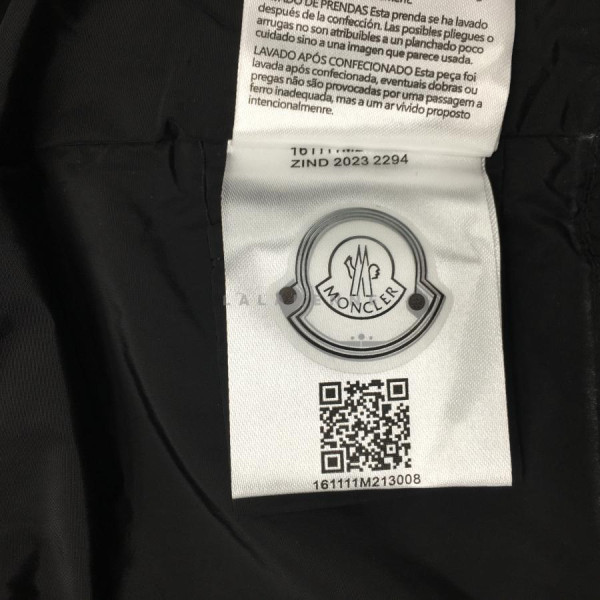 DO DE PRENDAS Esta prenda se ha lavado
después de la confección. Las posibles pliegues o
arrugas no son atribuibles a un planchado poco
cuidado sino a una imagen que parece usada.
LAVADO APÓS CONFECIONADO Esta peça foi
lavada após confecionada, eventuais dobras ou
pregas não são provocadas por uma passagem a
ferro inadequada, mas a um ar vivido proposto
intencionalmenre.
ZIND 2023 2294
MONCLER
161111M213008